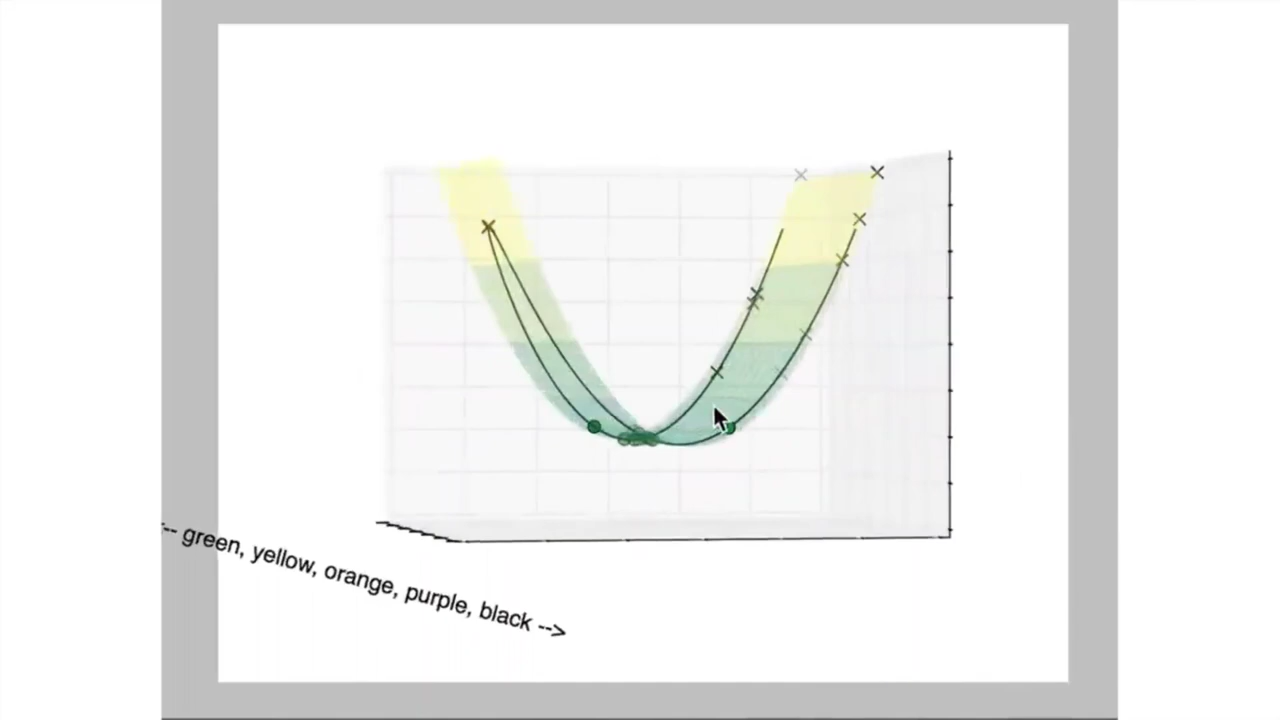 <-- green, yellow, orange, purple, black -->